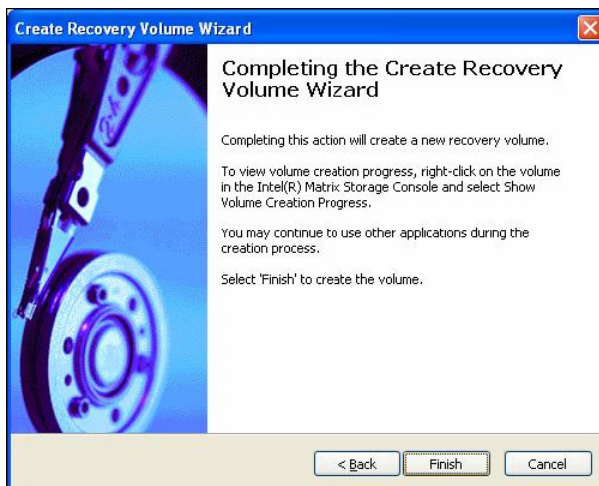 Create Recovery Volume Wizard
Completing the Create Recovery
Volume Wizard
Completing this action will create a new recovery volume.
To view volume creation progress, right-click on the volume
in the Intel(R) Matrix Storage Console and select Show
Volume Creation Progress.
You may continue to use other applications during the
creation process.
Select 'Finish' to create the volume.
< Back
Finish
Cancel